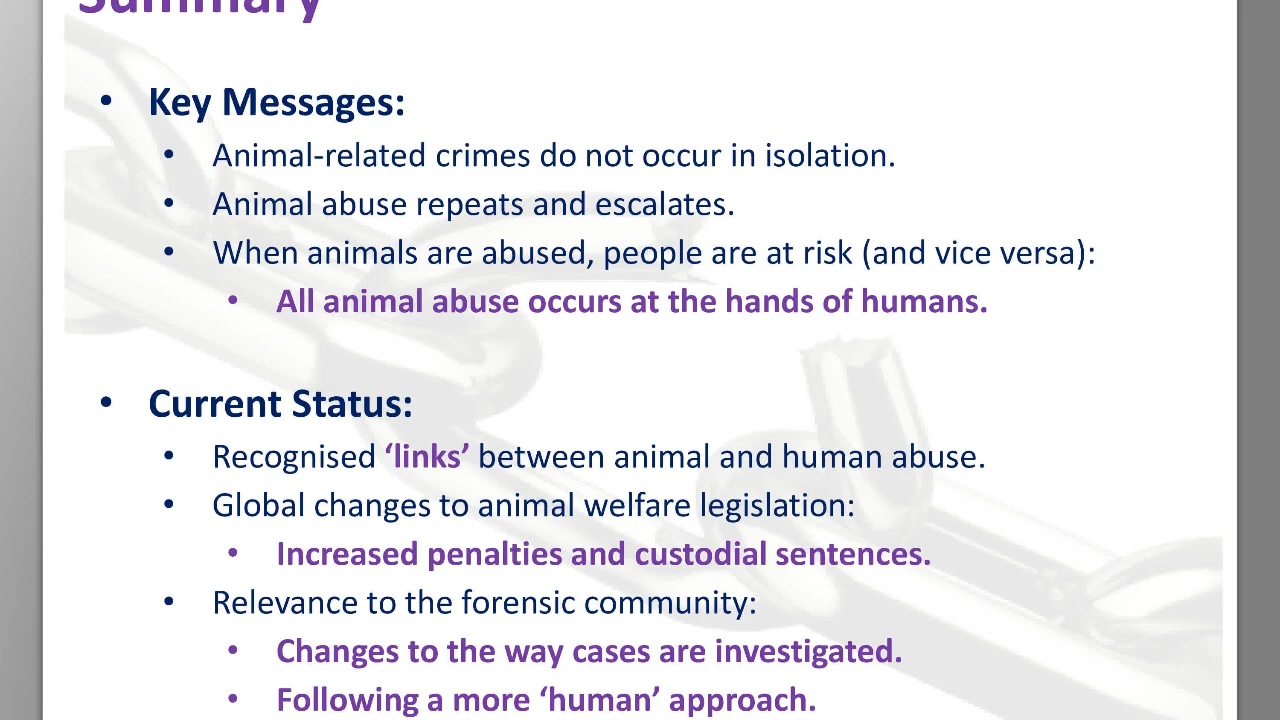 Summary
• Key Messages:
• Animal-related crimes do not occur in isolation.
• Animal abuse repeats and escalates.
• When animals are abused, people are at risk (and vice versa):
• All animal abuse occurs at the hands of humans.
• Current Status:
• Recognised ‘links’ between animal and human abuse.
• Global changes to animal welfare legislation:
• Increased penalties and custodial sentences.
• Relevance to the forensic community:
• Changes to the way cases are investigated.
• Following a more ‘human’ approach.